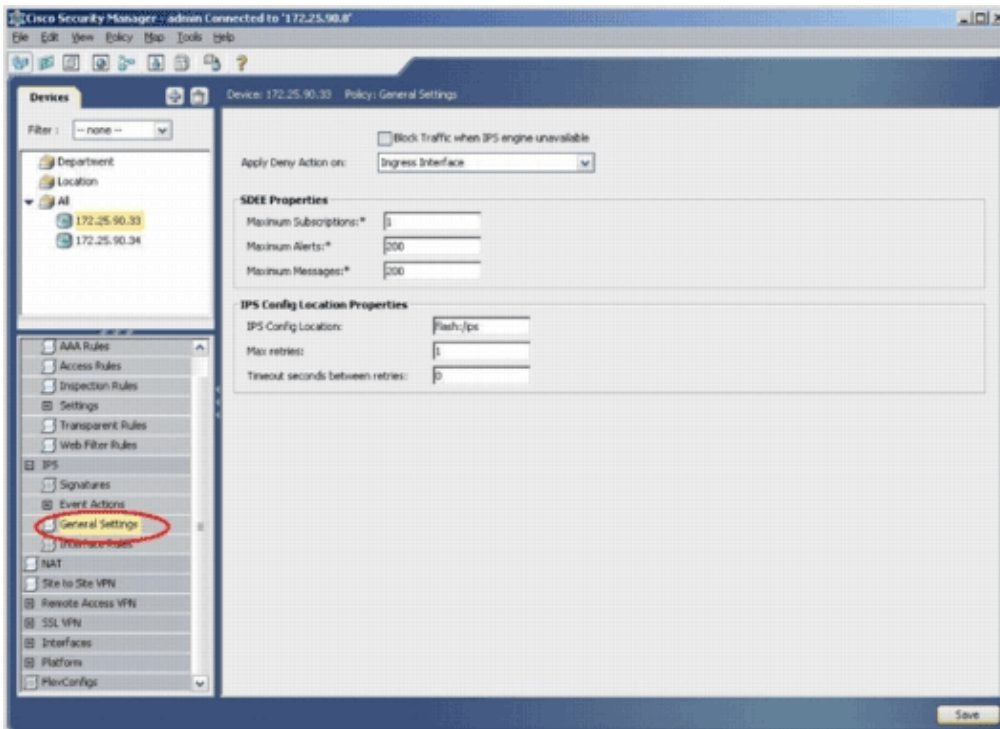 Cisco Security Manager - admin Connected to '172.25.90.8'
File Edit View Policy Map Tools Help
Devices
Device: 172.25.90.33 Policy: General Settings
Filter : -- none --
Department
Location
All
172.25.90.33
172.25.90.34
AAA Rules
Access Rules
Inspection Rules
Settings
Transparent Rules
Web Filter Rules
IPS
Signatures
Event Actions
General Settings
Interface Rules
NAT
Site to Site VPN
Remote Access VPN
SSL VPN
Interfaces
Platform
FlexConfigs
Block Traffic when IPS engine unavailable
Apply Deny Action on: Ingress Interface
SDEE Properties
Maximum Subscriptions:* 1
Maximum Alerts:* 200
Maximum Messages:* 200
IPS Config Location Properties
IPS Config Location: flash:/ips
Max retries: 1
Timeout seconds between retries: 0
Save